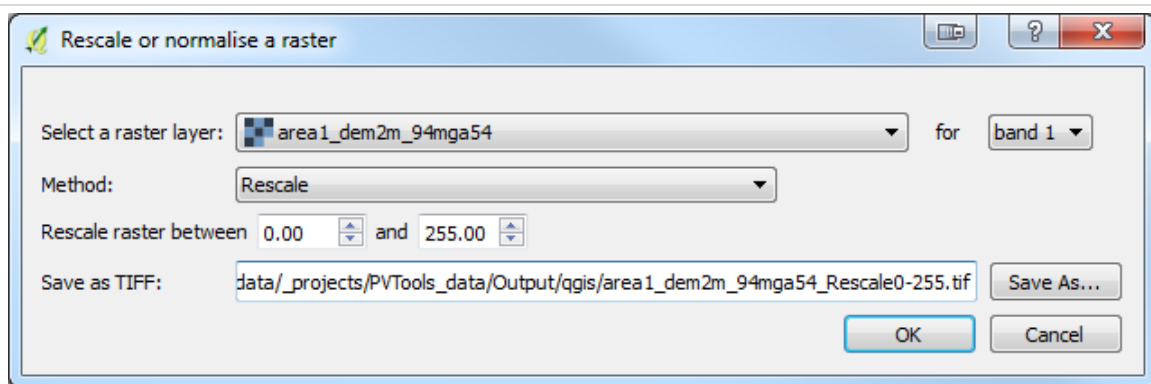 Rescale or normalise a raster
Select a raster layer: area1_dem2m_94mga54 for band 1
Method: Rescale
Rescale raster between 0.00 and 255.00
Save as TIFF: data/_projects/PVTools_data/Output/qgis/area1_dem2m_94mga54_Rescale0-255.tif Save As...
OK Cancel